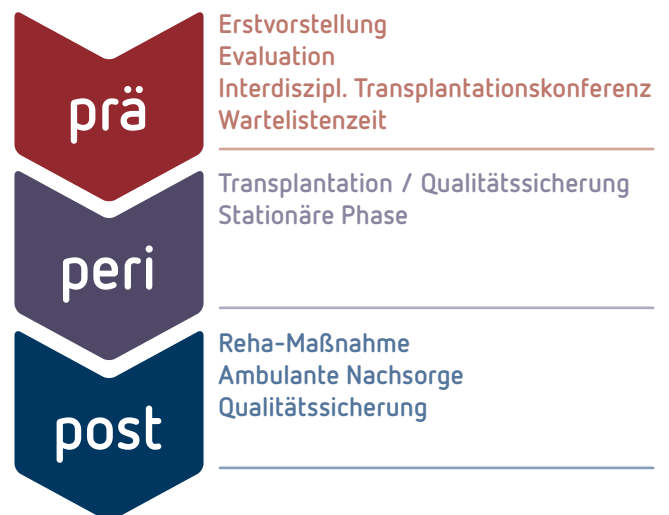 prä
Erstvorstellung
Evaluation
Interdiszipl. Transplantationskonferenz
Wartelistenzeit
peri
Transplantation / Qualitätssicherung
Stationäre Phase
post
Reha-Maßnahme
Ambulante Nachsorge
Qualitätssicherung